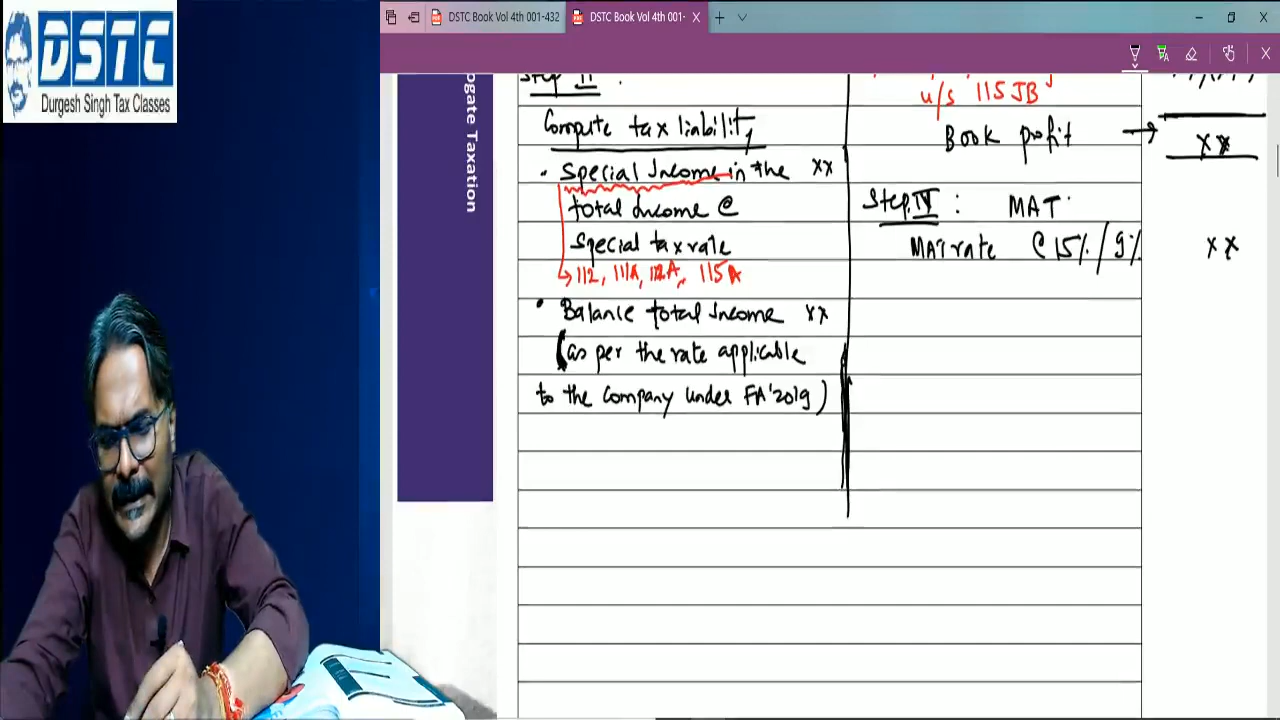 DSTC
Durgesh Singh Tax Classes
DSTC Book Vol 4th 001-432
DSTC Book Vol 4th 001-
ogate Taxation
Step II :
Compute tax liability
• Special Income in the xx
total Income @
Special tax rate
↳ 112, 111A, 112A, 115A
• Balance total Income xx
(as per the rate applicable
to the Company under FA'2019)
u/s 115JB
Book profit → xx
Step IV : MAT
MAT rate @ 15% / 9% xx